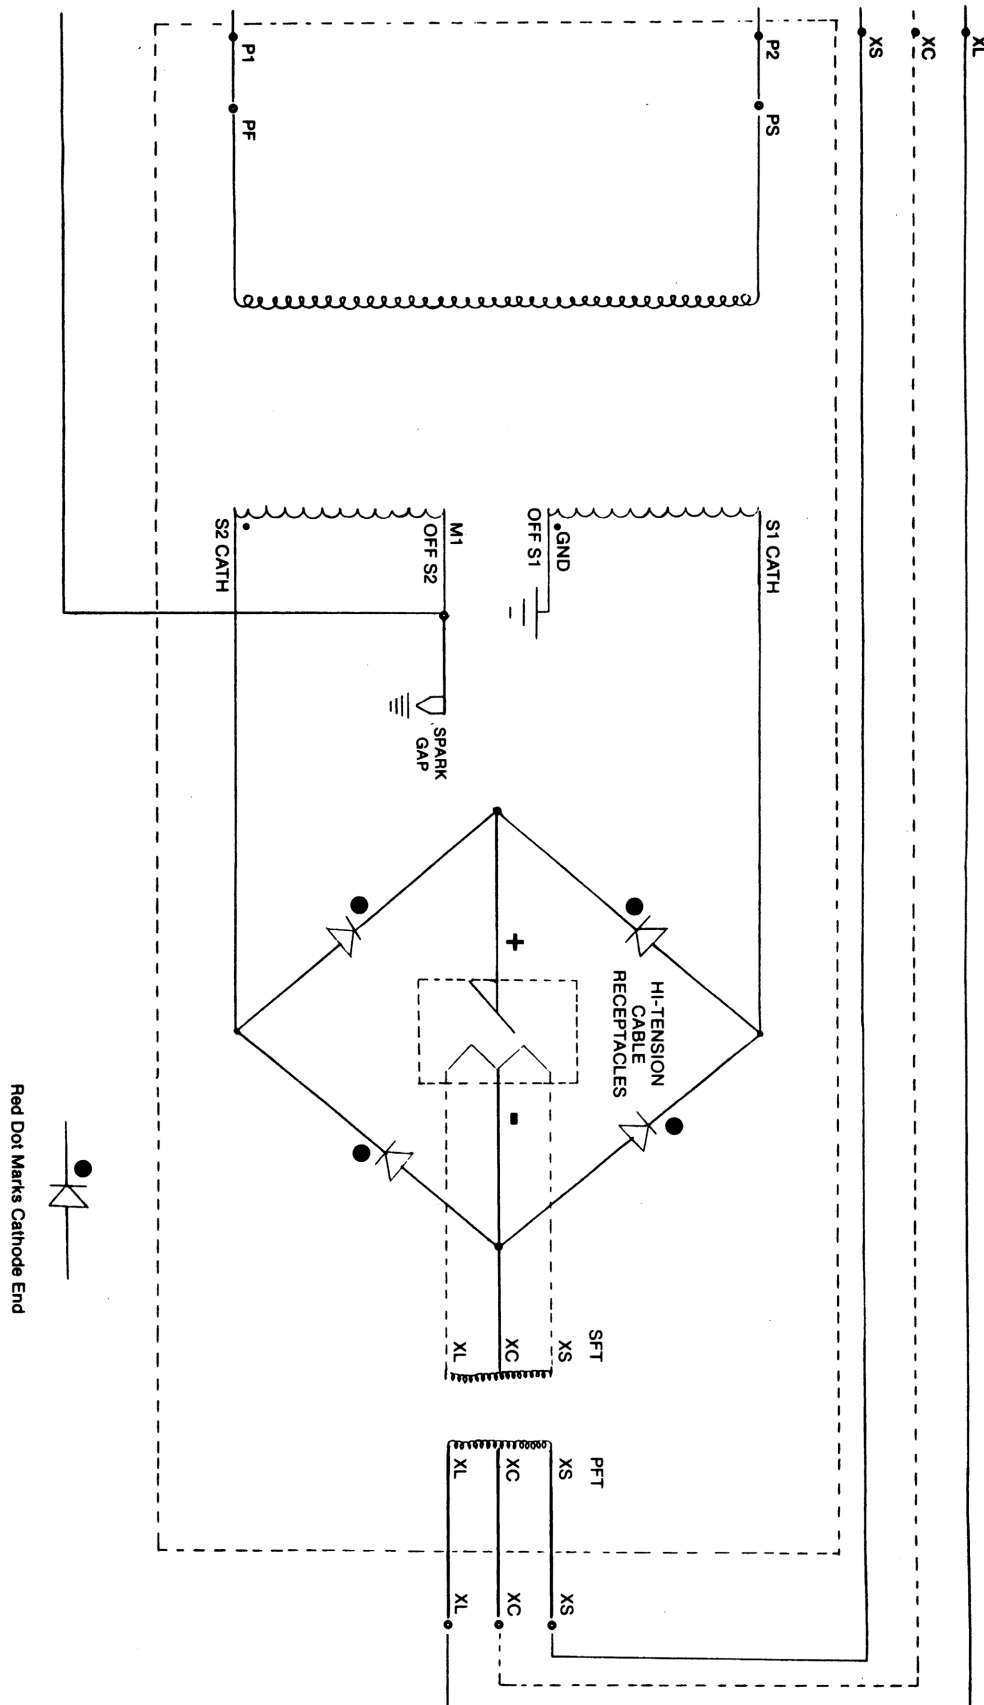 XL
XC
XS
P2
PS
P1
PF
S1 CATH
GND
OFF S1
M1
OFF S2
S2 CATH
SPARK
GAP
+
HI-TENSION
CABLE
RECEPTACLES
-
SFT
XS
XC
XL
PFT
XS
XC
XL
XS
XC
XL
Red Dot Marks Cathode End